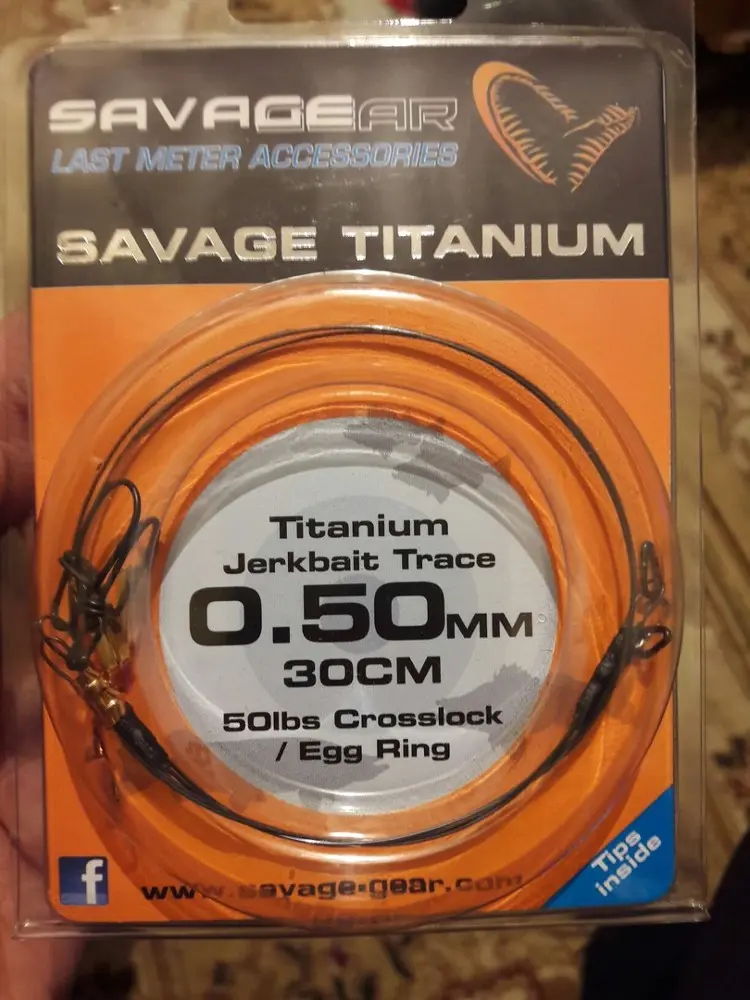 SAVAGEAR
LAST METER ACCESSORIES
SAVAGE TITANIUM
Titanium
Jerkbait Trace
0.50MM
30CM
50lbs Crosslock
/ Egg Ring
Tips
inside
f
www.savage-gear.com